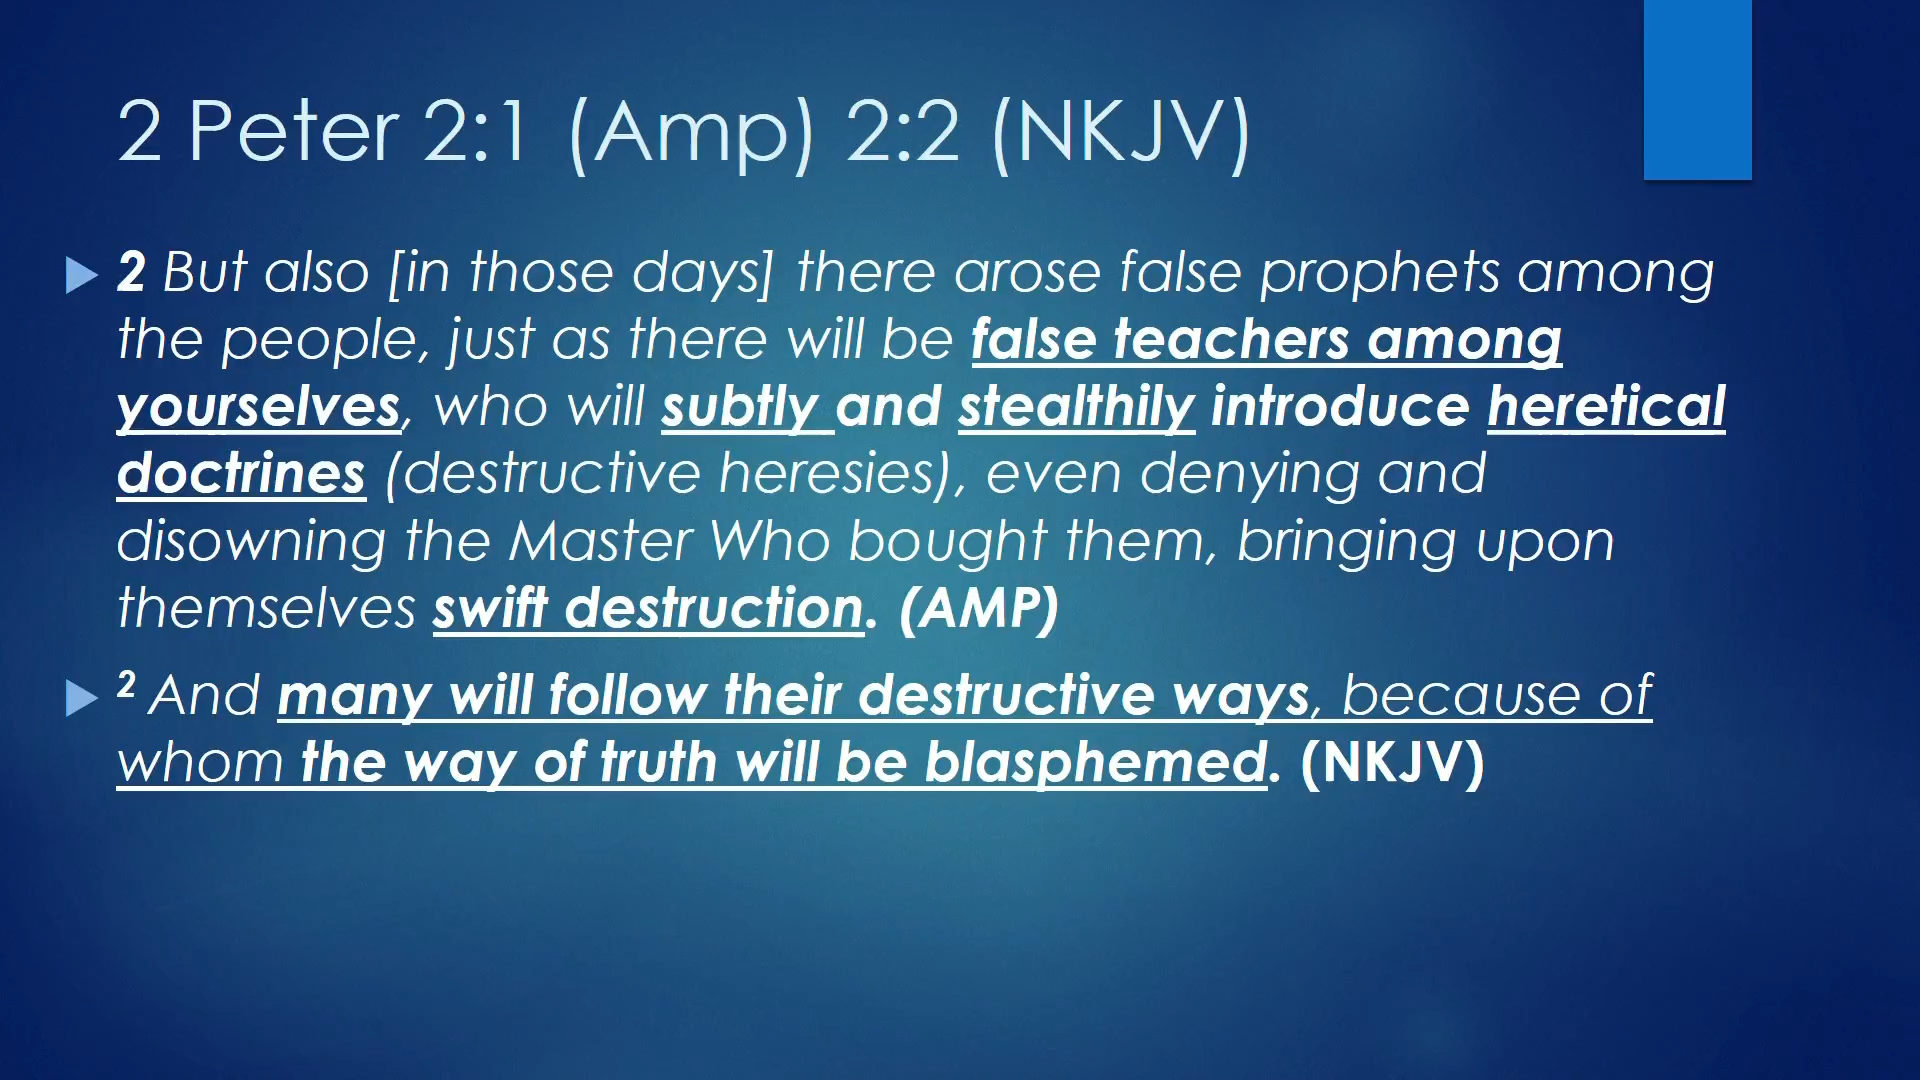 2 Peter 2:1 (Amp) 2:2 (NKJV)
2 But also [in those days] there arose false prophets among
the people, just as there will be false teachers among
yourselves, who will subtly and stealthily introduce heretical
doctrines (destructive heresies), even denying and
disowning the Master Who bought them, bringing upon
themselves swift destruction. (AMP)
2 And many will follow their destructive ways, because of
whom the way of truth will be blasphemed. (NKJV)